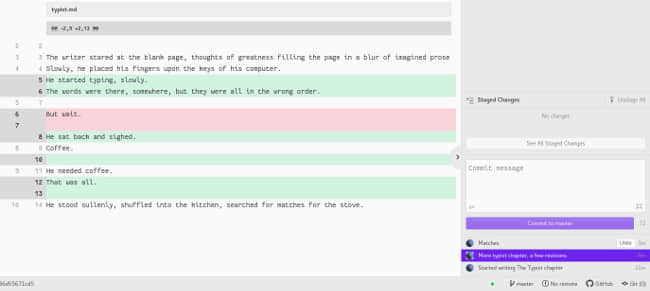 typist.md
@@ -2,9 +2,13 @@
2 2
3 3 The writer stared at the blank page, thoughts of greatness filling the page in a blur of imagined prose
4 4 Slowly, he placed his fingers upon the keys of his computer.
5 He started typing, slowly.
6 The words were there, somewhere, but they were all in the wrong order.
5 7
6 But wait.
7
8 He sat back and sighed.
8 9 Coffee.
10
9 11 He needed coffee.
12 That was all.
13
10 14 He stood sullenly, shuffled into the kitchen, searched for matches for the stove.
Staged Changes
Unstage All
No changes
See All Staged Changes
Commit message
Commit to master
72
Matches
Undo
More typist chapter, a few revisions
Started writing The Typist chapter
master
No remote
GitHub
Git (0)